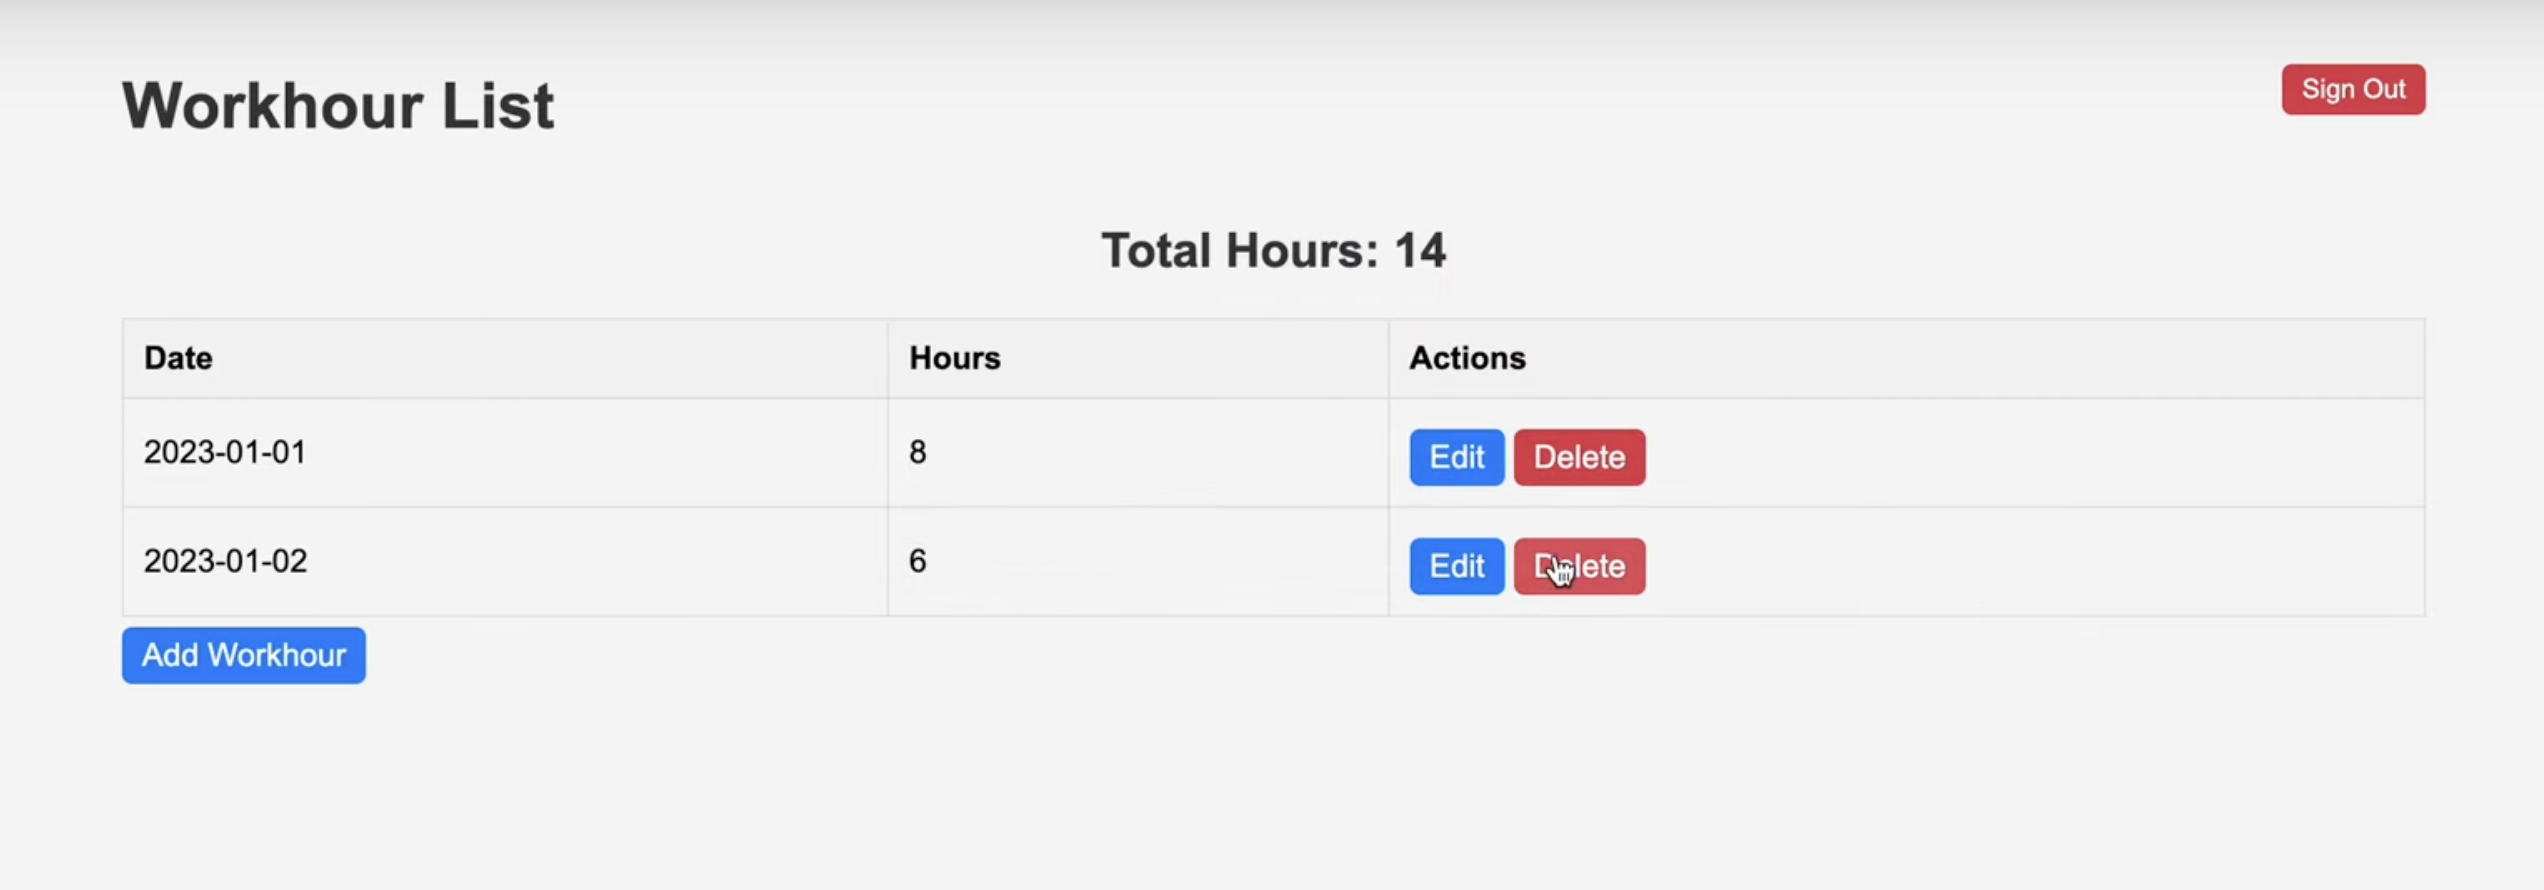 Workhour List
Sign Out
Total Hours: 14
Date Hours Actions
2023-01-01 8 Edit Delete
2023-01-02 6 Edit Delete
Add Workhour